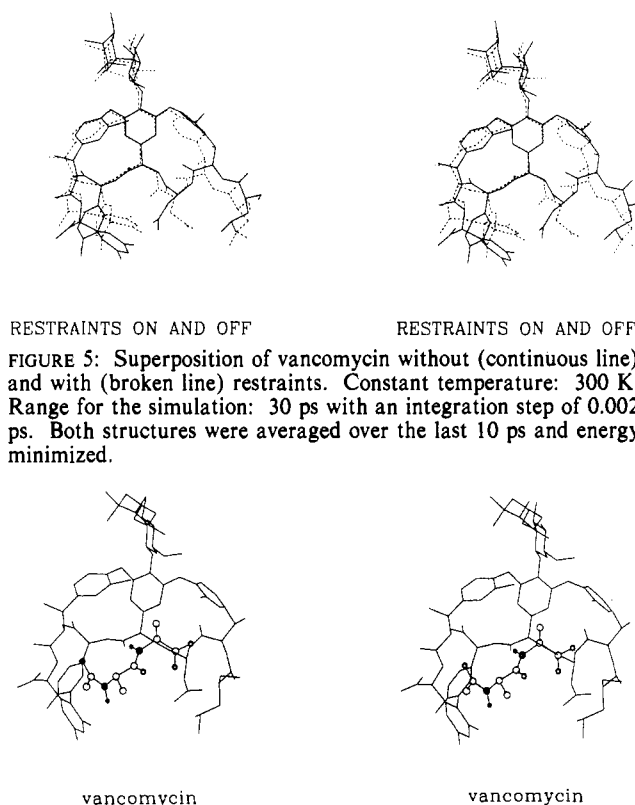 RESTRAINTS ON AND OFF
RESTRAINTS ON AND OFF
FIGURE 5: Superposition of vancomycin without (continuous line)
and with (broken line) restraints. Constant temperature: 300 K
Range for the simulation: 30 ps with an integration step of 0.002
ps. Both structures were averaged over the last 10 ps and energy
minimized.
vancomycin
vancomycin